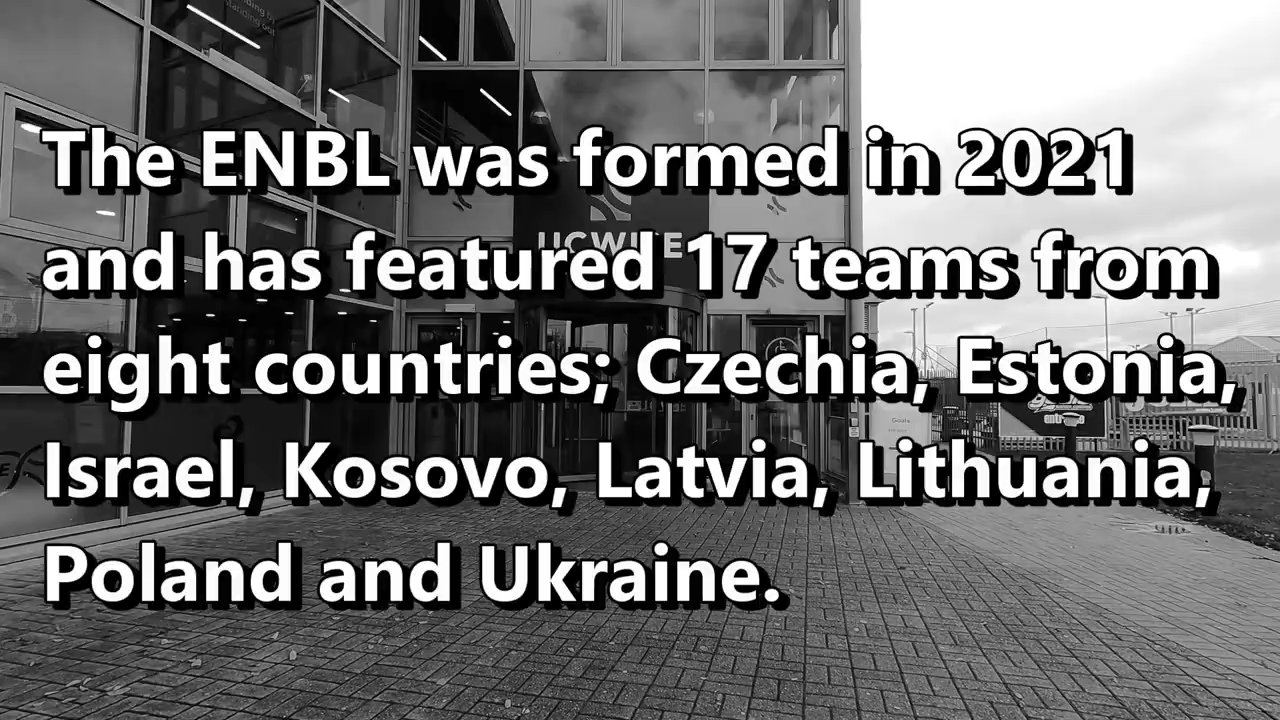 The ENBL was formed in 2021
and has featured 17 teams from
eight countries; Czechia, Estonia,
Israel, Kosovo, Latvia, Lithuania,
Poland and Ukraine.
Goals.